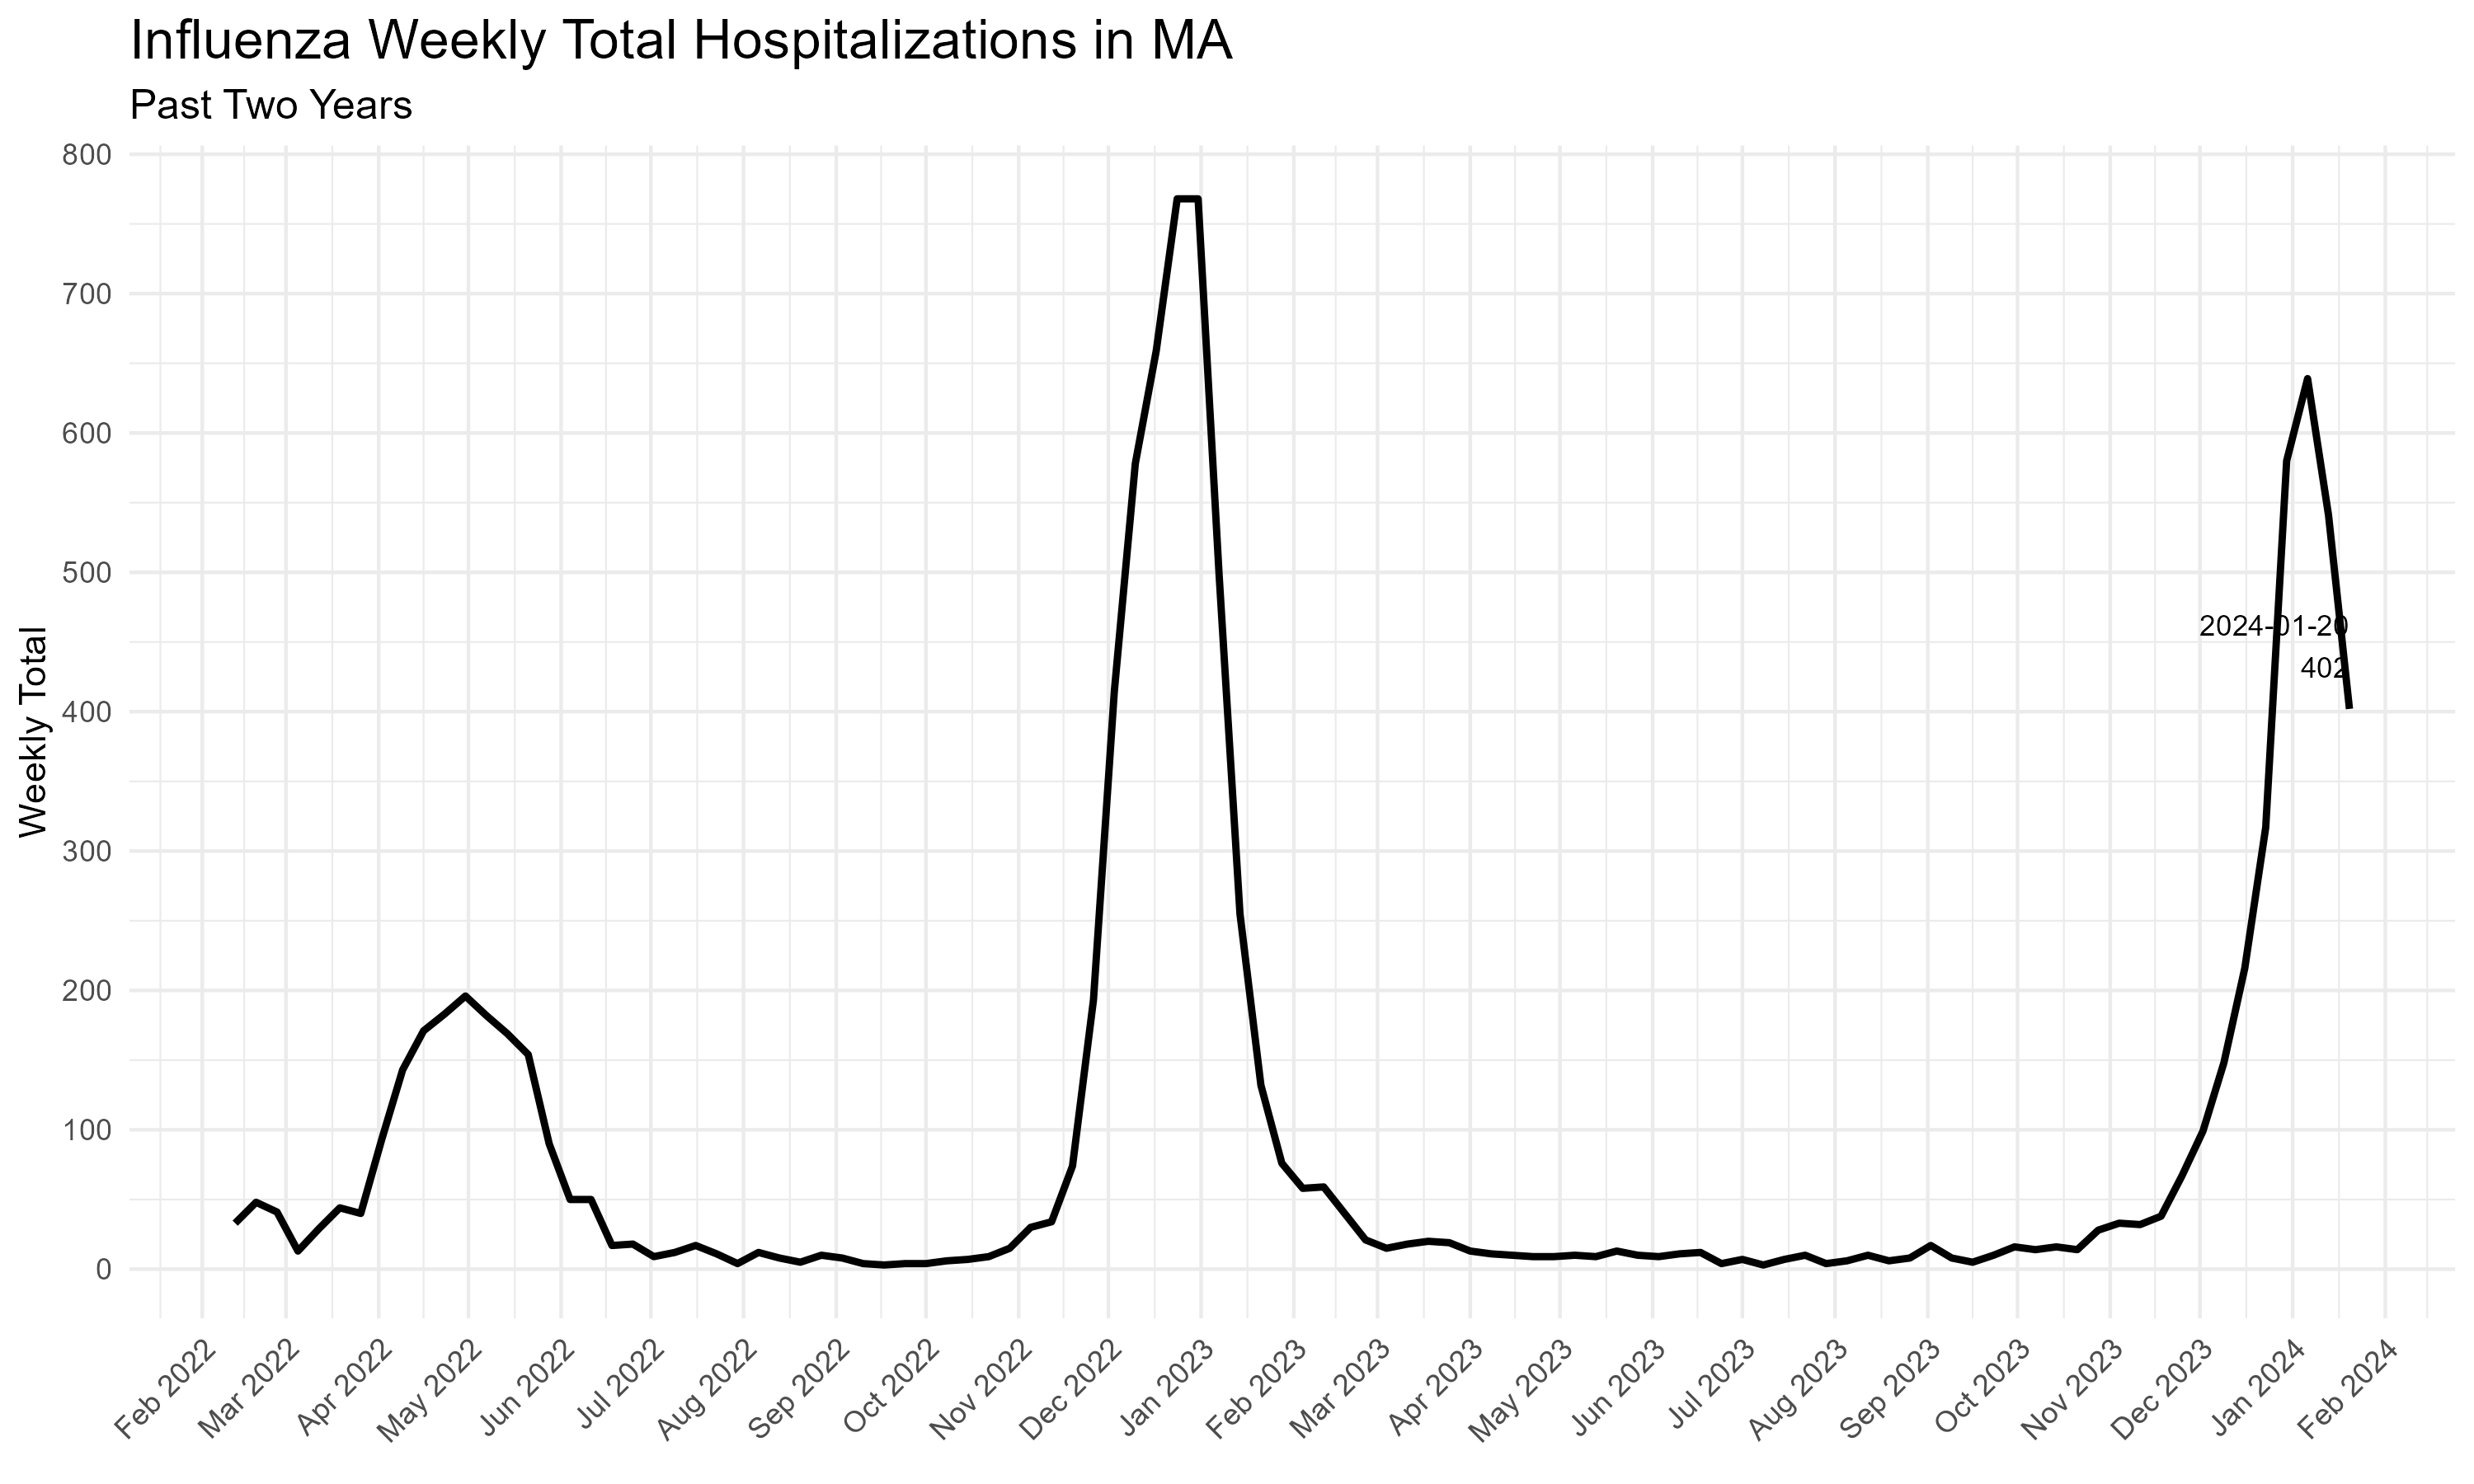 Influenza Weekly Total Hospitalizations in MA
Past Two Years
Weekly Total
800
700
600
500
400
300
200
100
0
2024-01-20
402
Feb 2022
Mar 2022
Apr 2022
May 2022
Jun 2022
Jul 2022
Aug 2022
Sep 2022
Oct 2022
Nov 2022
Dec 2022
Jan 2023
Feb 2023
Mar 2023
Apr 2023
May 2023
Jun 2023
Jul 2023
Aug 2023
Sep 2023
Oct 2023
Nov 2023
Dec 2023
Jan 2024
Feb 2024